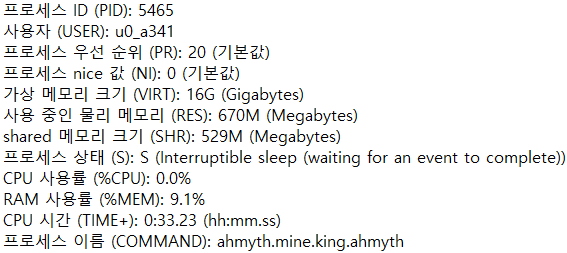 프로세스 ID (PID): 5465
사용자 (USER): u0_a341
프로세스 우선 순위 (PR): 20 (기본값)
프로세스 nice 값 (NI): 0 (기본값)
가상 메모리 크기 (VIRT): 16G (Gigabytes)
사용 중인 물리 메모리 (RES): 670M (Megabytes)
shared 메모리 크기 (SHR): 529M (Megabytes)
프로세스 상태 (S): S (Interruptible sleep (waiting for an event to complete))
CPU 사용률 (%CPU): 0.0%
RAM 사용률 (%MEM): 9.1%
CPU 시간 (TIME+): 0:33.23 (hh:mm.ss)
프로세스 이름 (COMMAND): ahmyth.mine.king.ahmyth